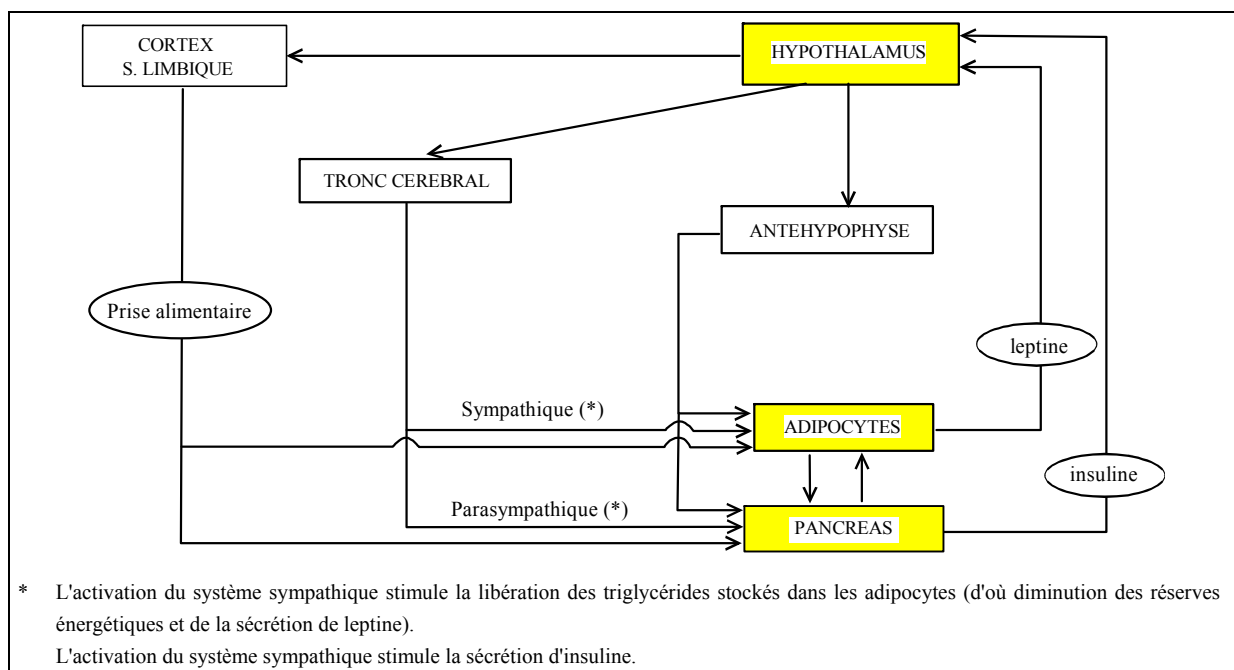 CORTEX
S. LIMBIQUE
HYPOTHALAMUS
TRONC CEREBRAL
ANTEHYPOPHYSE
Prise alimentaire
leptine
Sympathique (*)
ADIPOCYTES
insuline
Parasympathique (*)
PANCREAS
* L'activation du système sympathique stimule la libération des triglycérides stockés dans les adipocytes (d'où diminution des réserves
énergétiques et de la sécrétion de leptine).
L'activation du système sympathique stimule la sécrétion d'insuline.